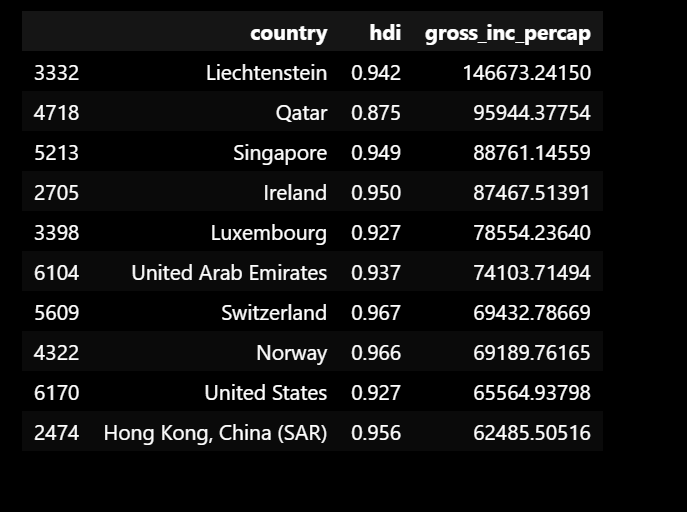 country hdi gross_inc_percap
3332 Liechtenstein 0.942 146673.24150
4718 Qatar 0.875 95944.37754
5213 Singapore 0.949 88761.14559
2705 Ireland 0.950 87467.51391
3398 Luxembourg 0.927 78554.23640
6104 United Arab Emirates 0.937 74103.71494
5609 Switzerland 0.967 69432.78669
4322 Norway 0.966 69189.76165
6170 United States 0.927 65564.93798
2474 Hong Kong, China (SAR) 0.956 62485.50516